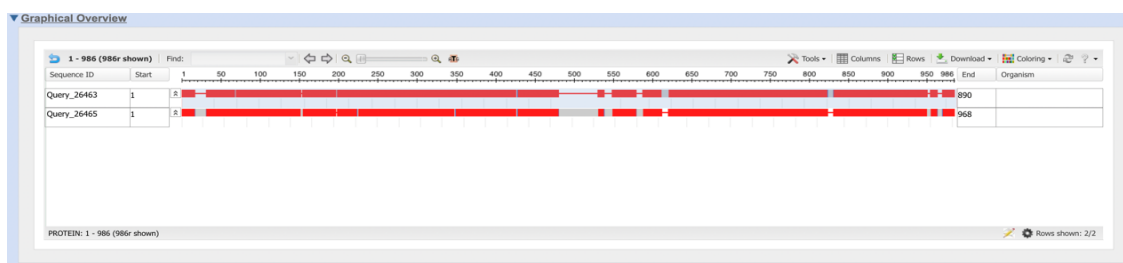 Graphical Overview
1 - 986 (986r shown) Find: Tools Columns Rows Download Coloring ?
Sequence ID Start 1 50 100 150 200 250 300 350 400 450 500 550 600 650 700 750 800 850 900 950 986 End Organism
Query_26463 1 890
Query_26465 1 968
PROTEIN: 1 - 986 (986r shown) Rows shown: 2/2